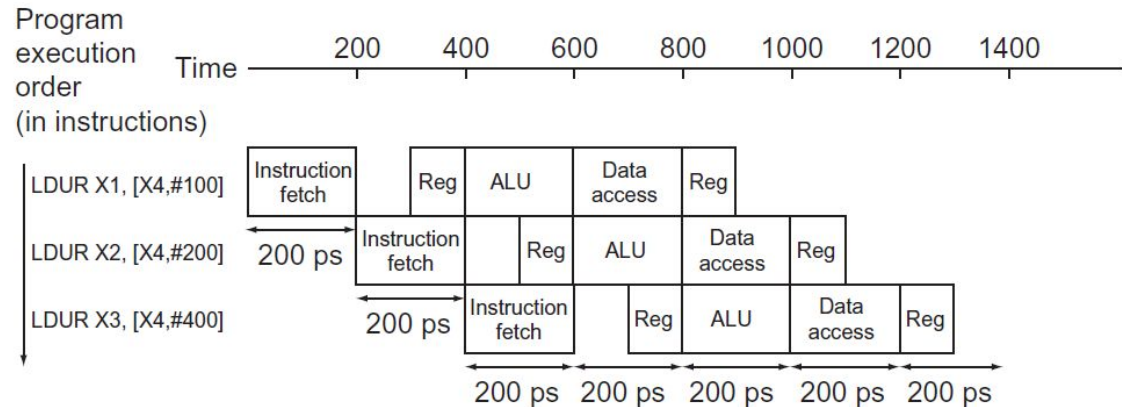 Program
execution
order
(in instructions)
Time
200 400 600 800 1000 1200 1400
LDUR X1, [X4,#100]
Instruction
fetch
Reg
ALU
Data
access
Reg
200 ps
LDUR X2, [X4,#200]
Instruction
fetch
Reg
ALU
Data
access
Reg
200 ps
LDUR X3, [X4,#400]
Instruction
fetch
Reg
ALU
Data
access
Reg
200 ps 200 ps 200 ps 200 ps 200 ps